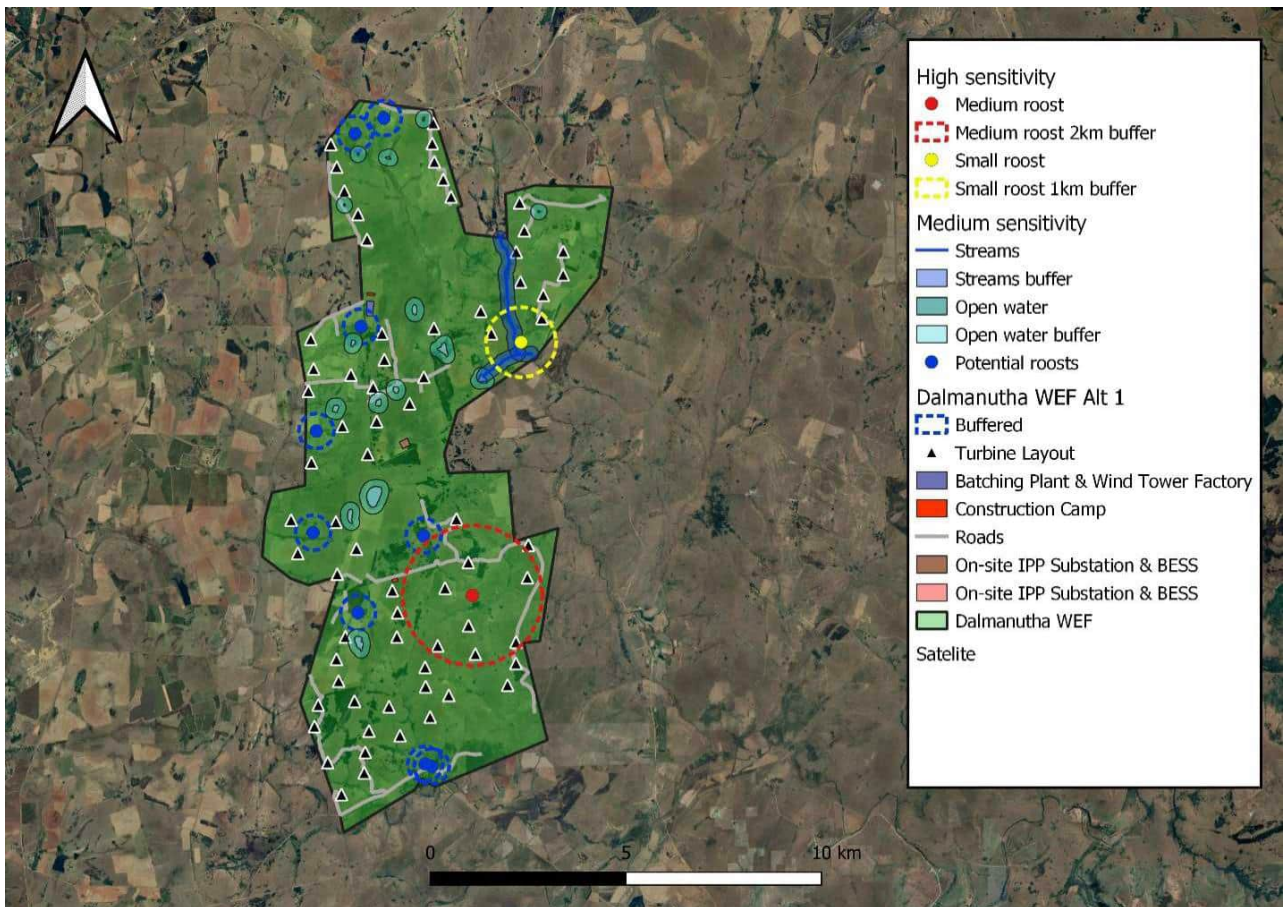 High sensitivity
Medium roost
Medium roost 2km buffer
Small roost
Small roost 1km buffer
Medium sensitivity
Streams
Streams buffer
Open water
Open water buffer
Potential roosts
Dalmanutha WEF Alt 1
Buffered
Turbine Layout
Batching Plant & Wind Tower Factory
Construction Camp
Roads
On-site IPP Substation & BESS
On-site IPP Substation & BESS
Dalmanutha WEF
Satelite
0 5 10 km